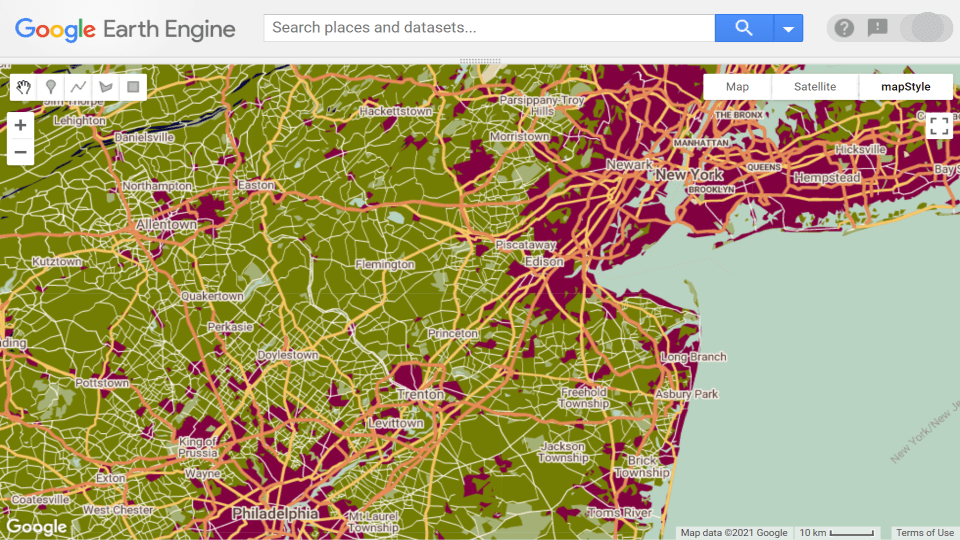 Google Earth Engine
Search places and datasets...
Jim Thorpe
Lehighton
Danielsville
Hackettstown
Parsippany-Troy
Hills
Morristown
Map
Satellite
mapStyle
THE BRONX
MANHATTAN
Newark
New York
QUEENS
BROOKLYN
Hicksville
Hempstead
Bay S
Northampton
Easton
Allentown
Kutztown
Quakertown
Perkasie
Doylestown
Flemington
Piscataway
Edison
Princeton
ding
Pottstown
Trenton
Levittown
Long Branch
Freehold
Township
Asbury Park
King of
Prussia
Wayne
Exton
Coatesville
West Chester
Philadelphia
Mt Laurel
Township
Jackson
Township
Brick
Township
Toms River
New York/New Je
Google
Map data ©2021 Google
10 km
Terms of Use